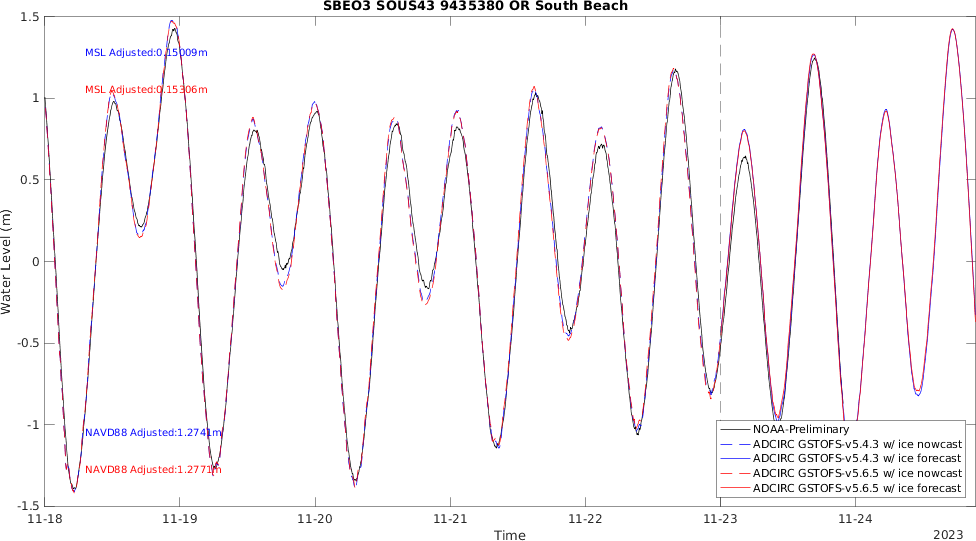 SBEO3 SOUS43 9435380 OR South Beach
1.5
MSL Adjusted:0.15009m
MSL Adjusted:0.15306m
1
0.5
0
Water Level (m)
-0.5
-1
NAVD88 Adjusted:1.2741m
NAVD88 Adjusted:1.2771m
-1.5
NOAA-Preliminary
ADCIRC GSTOFS-v5.4.3 w/ ice nowcast
ADCIRC GSTOFS-v5.4.3 w/ ice forecast
ADCIRC GSTOFS-v5.6.5 w/ ice nowcast
ADCIRC GSTOFS-v5.6.5 w/ ice forecast
11-18 11-19 11-20 11-21 11-22 11-23 11-24
Time
2023